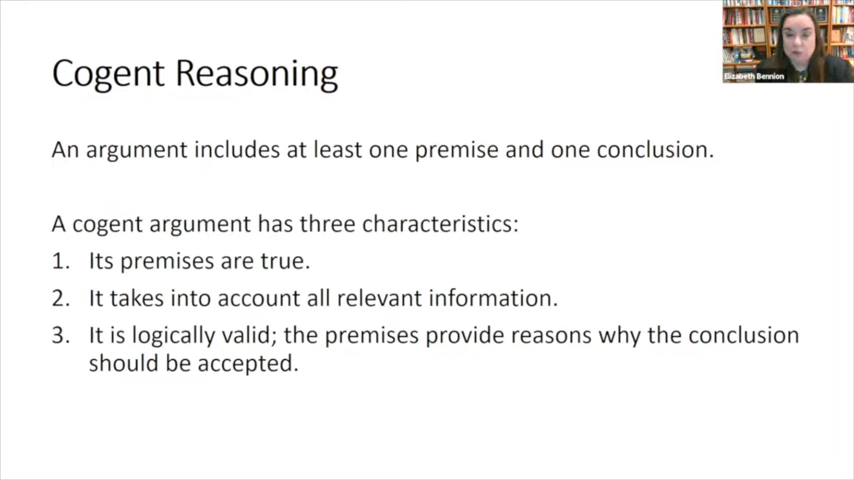 Cogent Reasoning
Elizabeth Bennion
An argument includes at least one premise and one conclusion.
A cogent argument has three characteristics:
1. Its premises are true.
2. It takes into account all relevant information.
3. It is logically valid; the premises provide reasons why the conclusion
should be accepted.